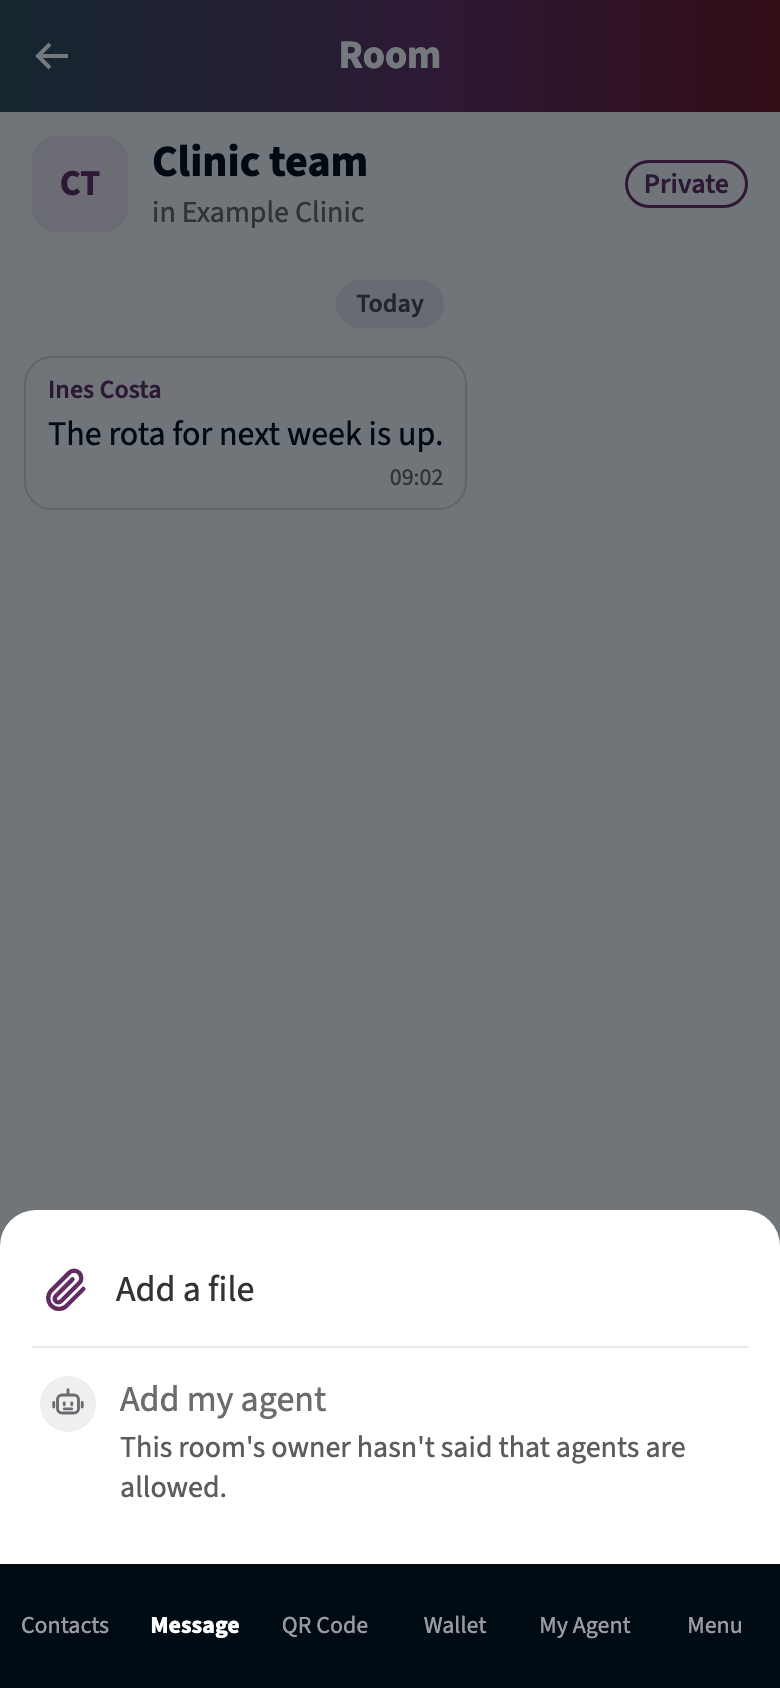 Room
CT
Clinic team
in Example Clinic
Private
Today
Ines Costa
The rota for next week is up.
09:02
Add a file
Add my agent
This room's owner hasn't said that agents are
allowed.
Contacts
Message
QR Code
Wallet
My Agent
Menu